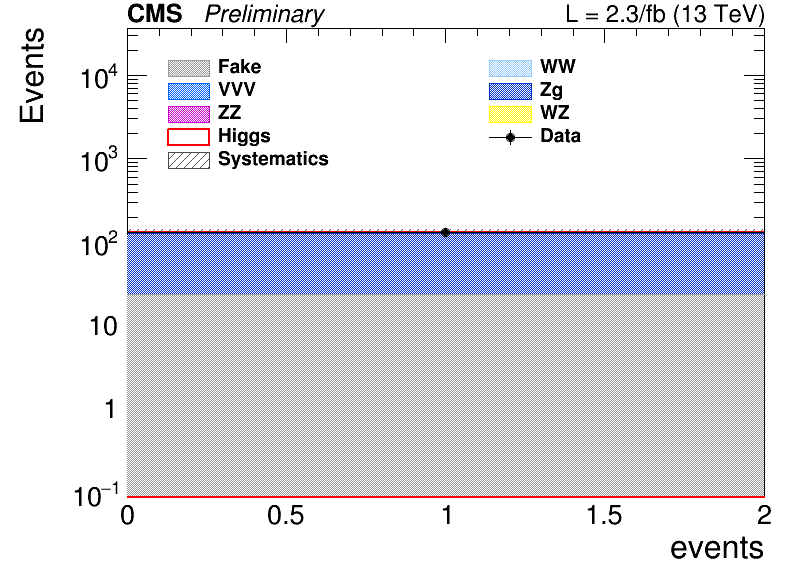 CMS Preliminary L = 2.3/fb (13 TeV)
Events
10⁴
10³
10²
10
1
10⁻¹
Fake WW
VVV Zg
ZZ WZ
Higgs Data
Systematics
0 0.5 1 1.5 2
events